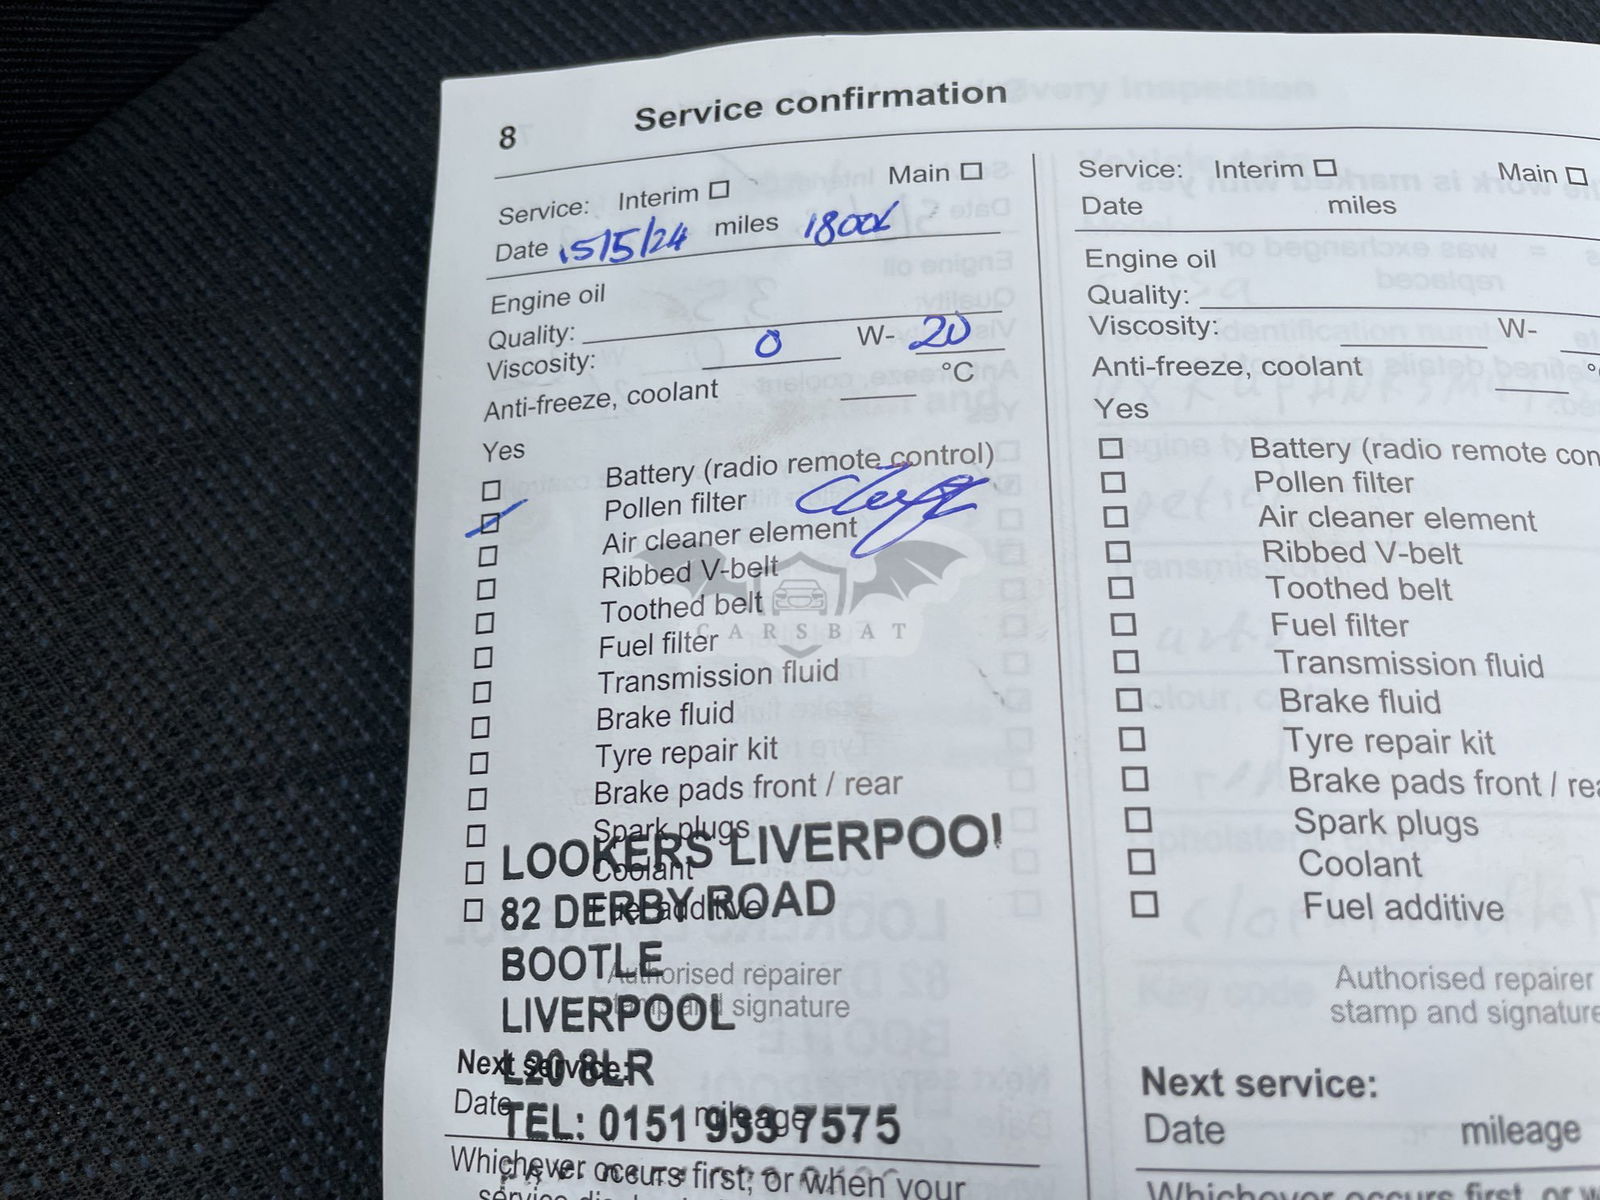 8 Service confirmation
Service: Interim Main
Date 15/5/24 miles
Engine oil
Quality:
Viscosity: 0 W- 20
Anti-freeze, coolant °C
Yes
Battery (radio remote control)
Pollen filter
Air cleaner element
Ribbed V-belt
Toothed belt
CARSBAT
Fuel filter
Transmission fluid
Brake fluid
Tyre repair kit
Brake pads front / rear
Spark plugs
LOOKERS LIVERPOOL
Coolant
82 DERBY ROAD
Fuel additive
BOOTLE
Authorised repairer
stamp and signature
LIVERPOOL
Next service:
L20 8LR
Date mileage
TEL: 0151 933 7575
Whichever occurs first, or when your
Service: Interim Main
Date miles
Engine oil
Quality:
Viscosity: W-
Anti-freeze, coolant
Yes
Battery (radio remote con
Pollen filter
Air cleaner element
Ribbed V-belt
Toothed belt
Fuel filter
Transmission fluid
Brake fluid
Tyre repair kit
Brake pads front / rea
Spark plugs
Coolant
Fuel additive
Authorised repairer
stamp and signature
Next service:
Date mileage
Whichever occurs first, or w